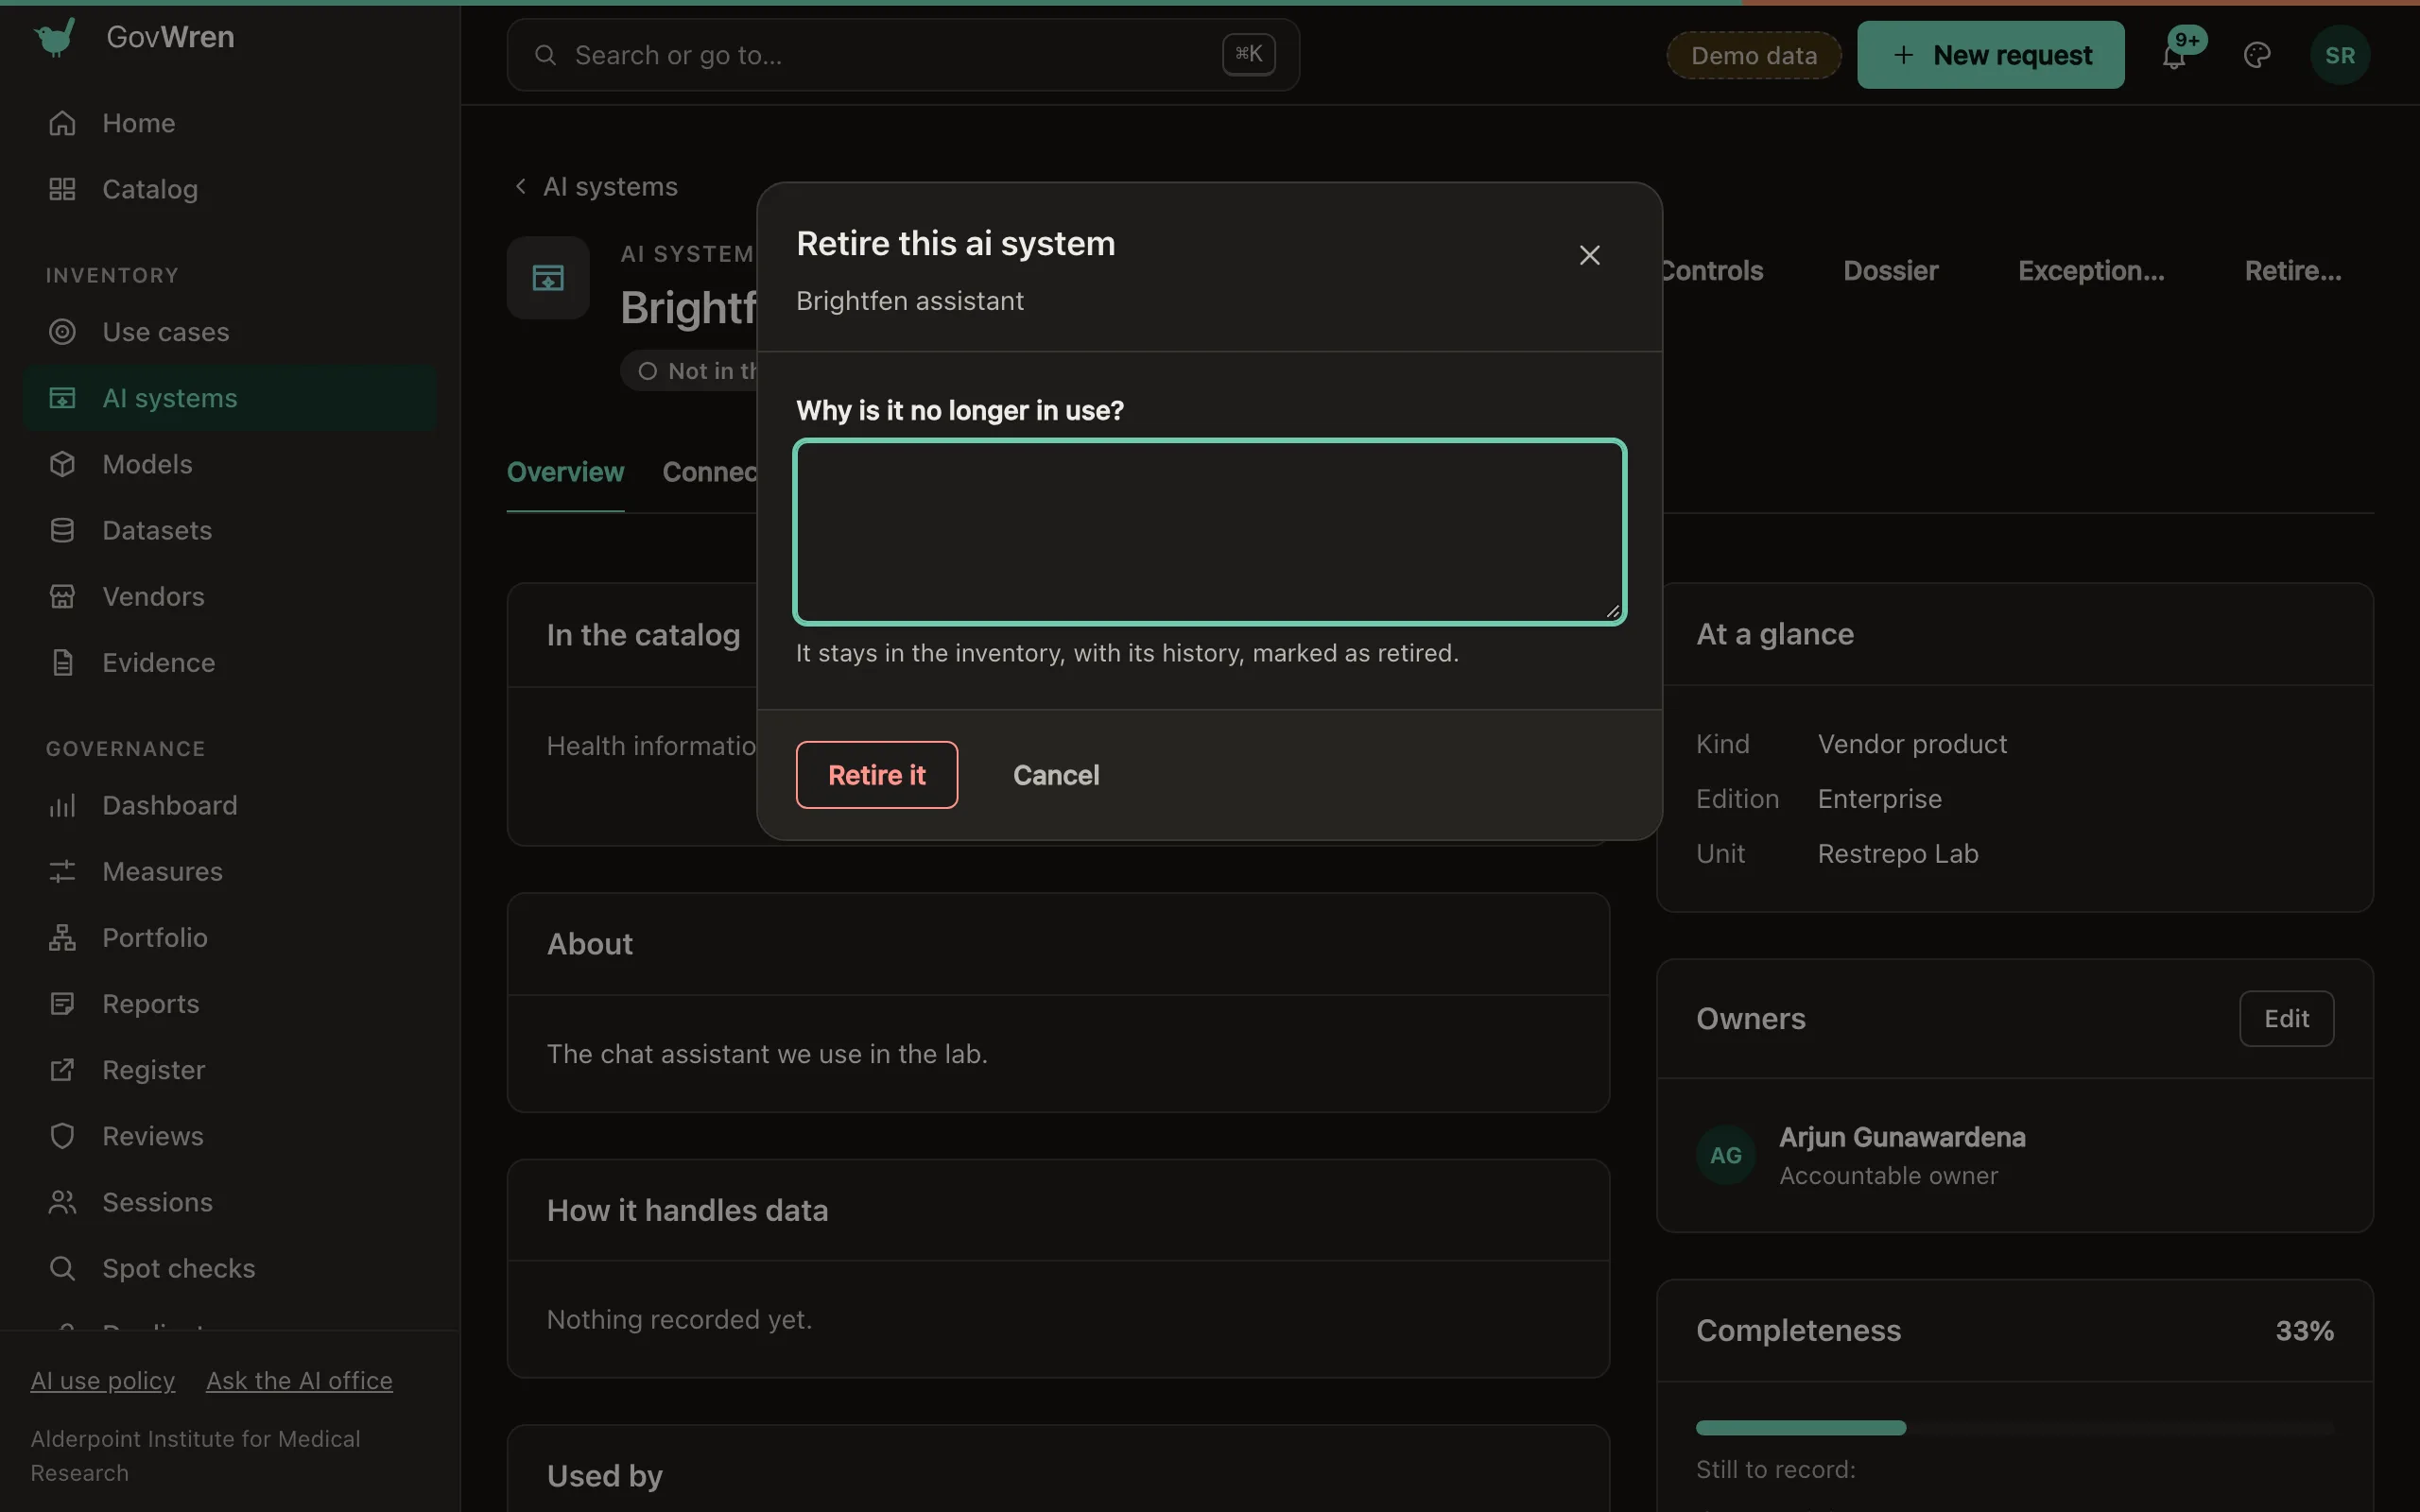 GovWren
Search or go to...
⌘K
Demo data
+ New request
9+
SR
Home
Catalog
INVENTORY
Use cases
AI systems
Models
Datasets
Vendors
Evidence
GOVERNANCE
Dashboard
Measures
Portfolio
Reports
Register
Reviews
Sessions
Spot checks
AI use policy
Ask the AI office
Alderpoint Institute for Medical
Research
AI systems
AI SYSTEM
Brightf
Not in th
Controls
Dossier
Exception...
Retire...
Overview
Connec
Retire this ai system
Brightfen assistant
Why is it no longer in use?
It stays in the inventory, with its history, marked as retired.
Retire it
Cancel
In the catalog
Health informatio
About
The chat assistant we use in the lab.
How it handles data
Nothing recorded yet.
Used by
At a glance
Kind Vendor product
Edition Enterprise
Unit Restrepo Lab
Owners
Edit
AG
Arjun Gunawardena
Accountable owner
Completeness
33%
Still to record: